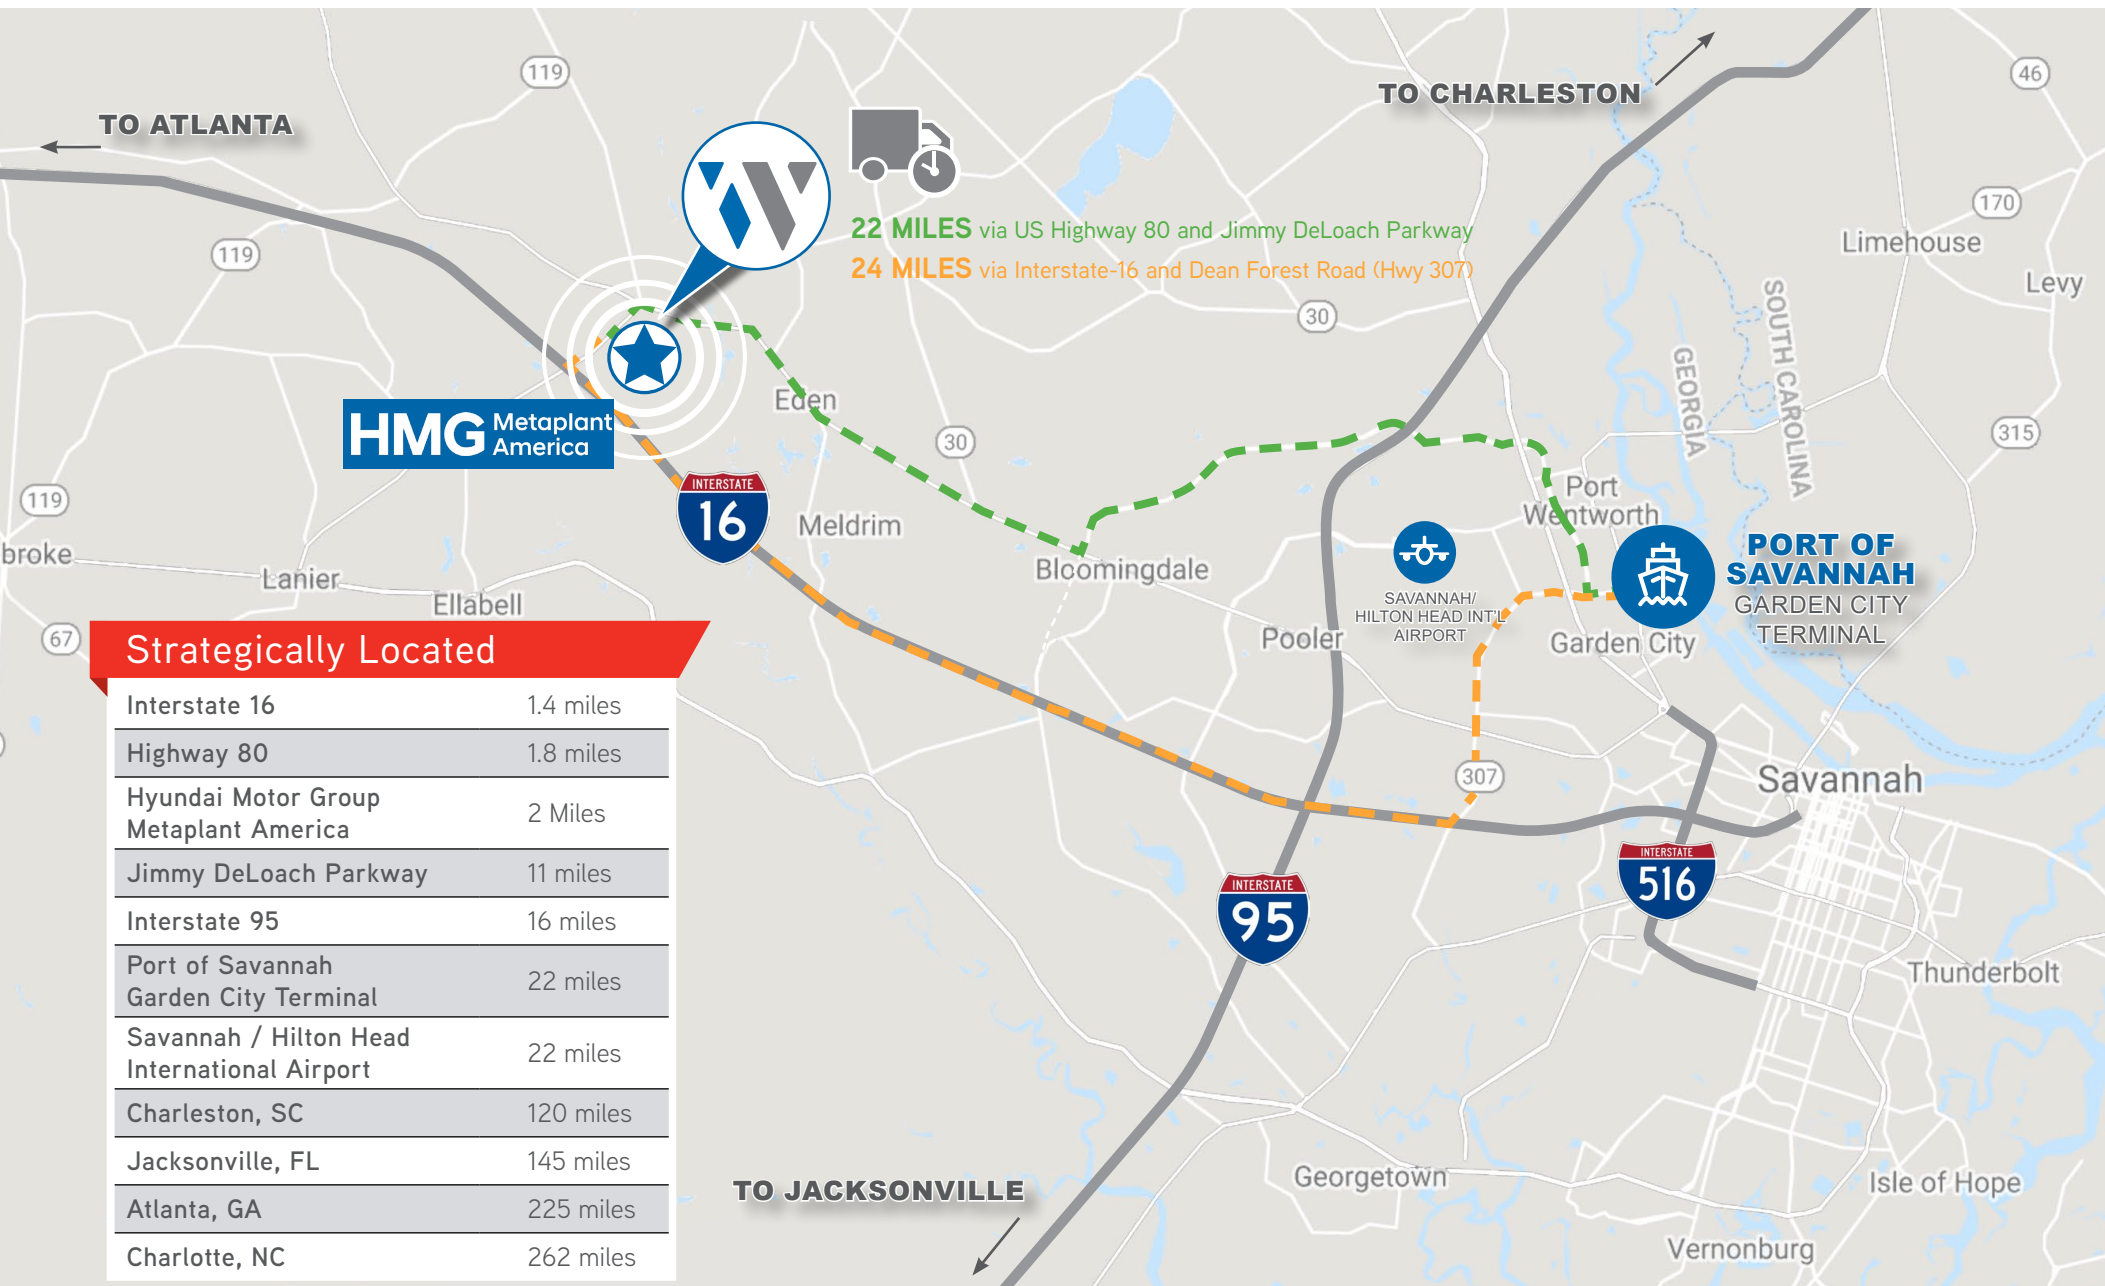 119
46
TO CHARLESTON
TO ATLANTA
W
170
22 MILES via US Highway 80 and Jimmy DeLoach Parkway
24 MILES via Interstate-16 and Dean Forest Road (Hwy 307)
119
Limehouse
Levy
30
SOUTH CAROLINA
GEORGIA
Eden
HMG Metaplant
America
30
315
119
INTERSTATE
16
Meldrim
Port
Wentworth
broke
Lanier
Ellabell
Bloomingdale
PORT OF
SAVANNAH
GARDEN CITY
TERMINAL
SAVANNAH/
HILTON HEAD INT'L
AIRPORT
67
Pooler
Garden City
307
Savannah
INTERSTATE
516
INTERSTATE
95
Thunderbolt
TO JACKSONVILLE
Georgetown
Isle of Hope
Vernonburg
Strategically Located
Interstate 16 1.4 miles
Highway 80 1.8 miles
Hyundai Motor Group
Metaplant America 2 Miles
Jimmy DeLoach Parkway 11 miles
Interstate 95 16 miles
Port of Savannah
Garden City Terminal 22 miles
Savannah / Hilton Head
International Airport 22 miles
Charleston, SC 120 miles
Jacksonville, FL 145 miles
Atlanta, GA 225 miles
Charlotte, NC 262 miles